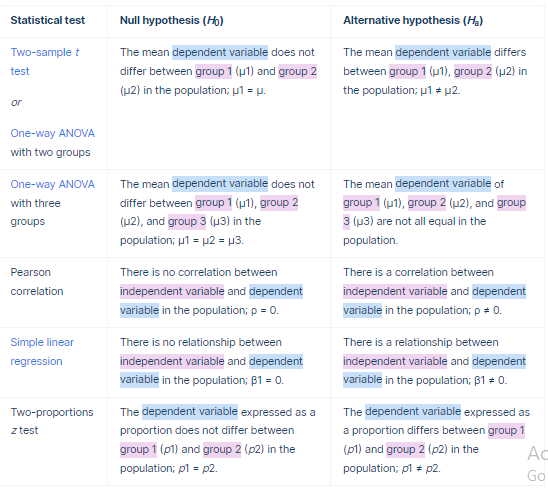 Statistical test
Null hypothesis (H₀)
Alternative hypothesis (Hₐ)
Two-sample t
test
or
One-way ANOVA
with two groups
The mean dependent variable does not
differ between group 1 (µ1) and group 2
(µ2) in the population; µ1 = µ.
The mean dependent variable differs
between group 1 (µ1), group 2 (µ2) in
the population; µ1 ≠ µ2.
One-way ANOVA
with three
groups
The mean dependent variable does not
differ between group 1 (µ1), group 2
(µ2), and group 3 (µ3) in the
population; µ1 = µ2 = µ3.
The mean dependent variable of
group 1 (µ1), group 2 (µ2), and group
3 (µ3) are not all equal in the
population.
Pearson
correlation
There is no correlation between
independent variable and dependent
variable in the population; ρ = 0.
There is a correlation between
independent variable and dependent
variable in the population; ρ ≠ 0.
Simple linear
regression
There is no relationship between
independent variable and dependent
variable in the population; β1 = 0.
There is a relationship between
independent variable and dependent
variable in the population; β1 ≠ 0.
Two-proportions
z test
The dependent variable expressed as a
proportion does not differ between
group 1 (p1) and group 2 (p2) in the
population; p1 = p2.
The dependent variable expressed as
a proportion differs between group 1
(p1) and group 2 (p2) in the
population; p1 ≠ p2.
Ac
Go